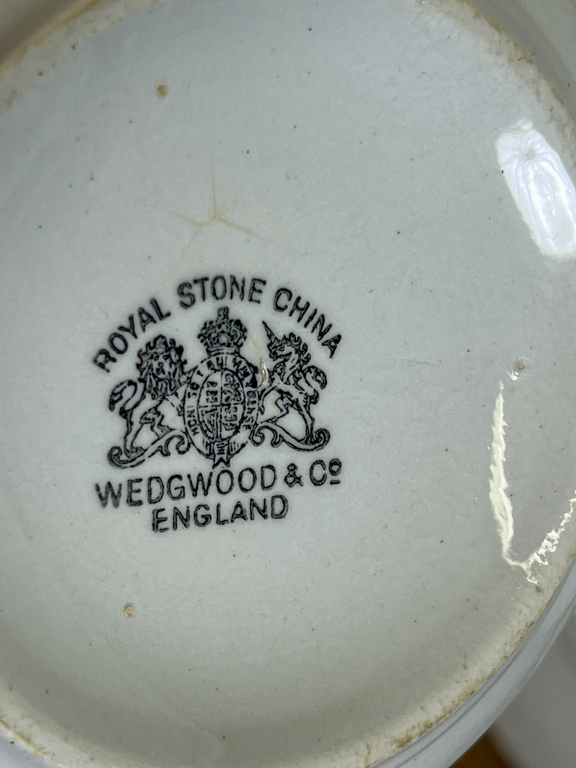 ROYAL STONE CHINA
WEDGWOOD & Cº
ENGLAND